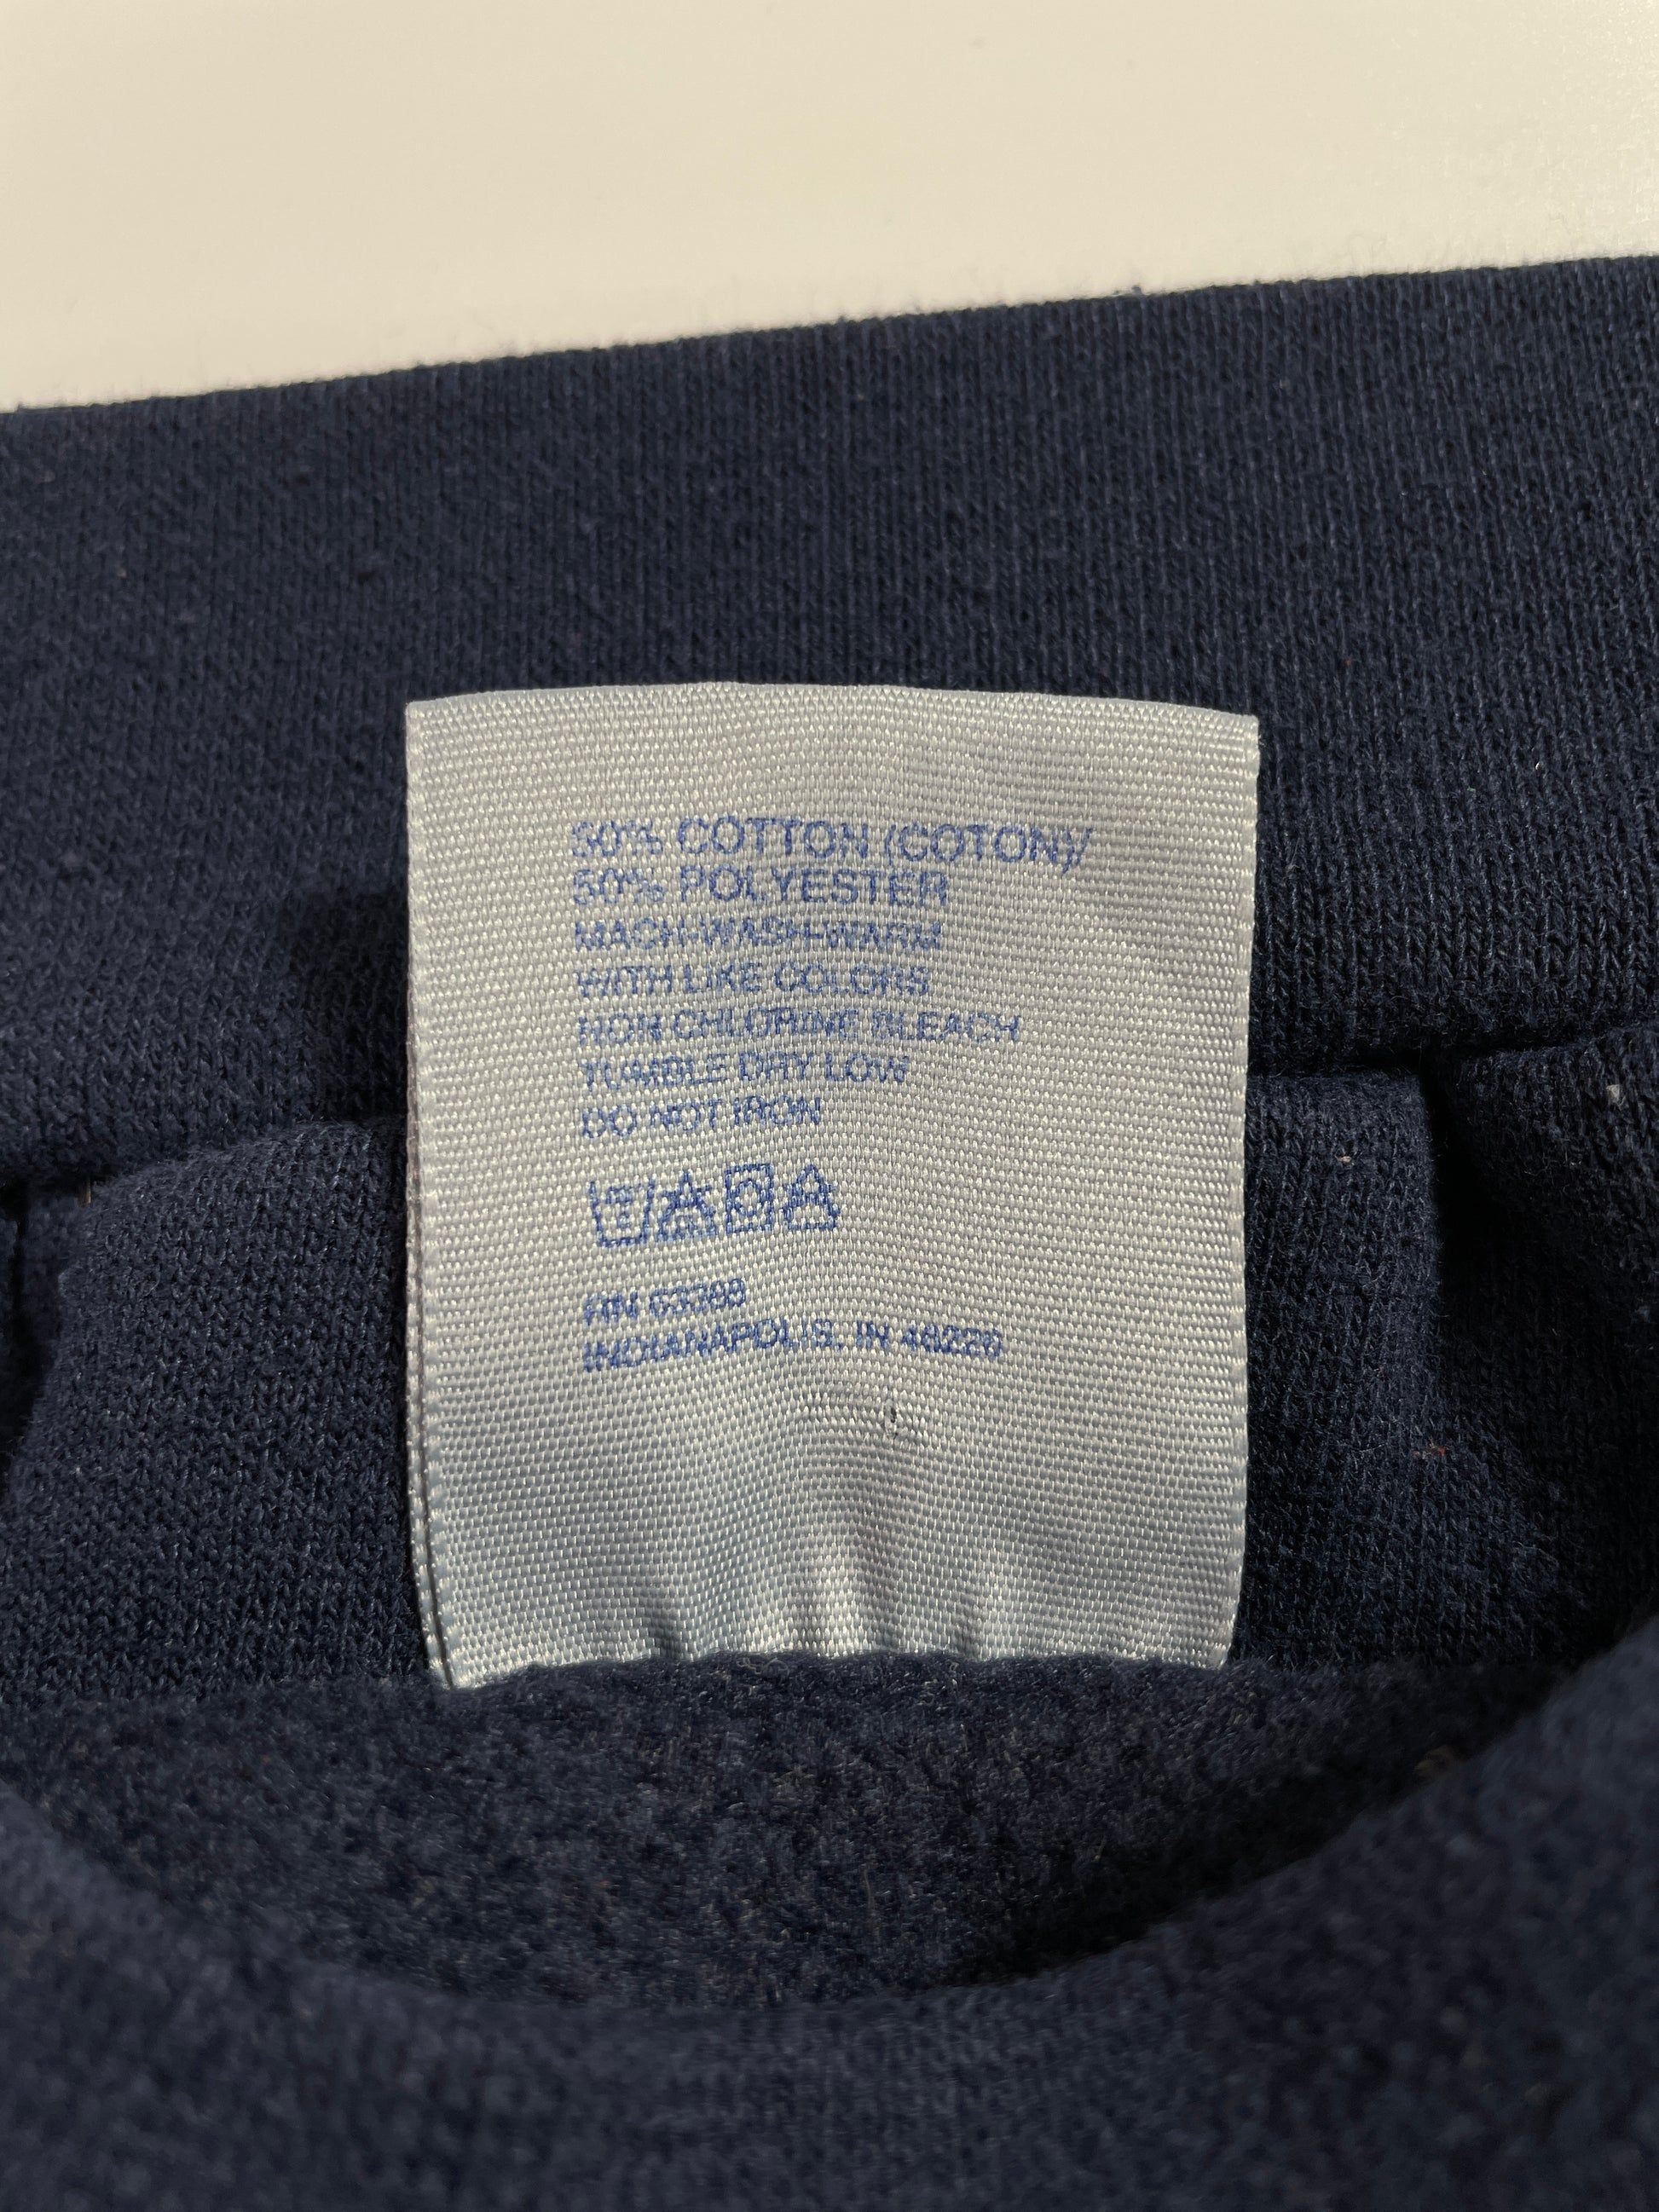 50% COTTON (COTON)/
50% POLYESTER
MACH-WASH-WARM
WITH LIKE COLORS
NON CHLORINE BLEACH
TUMBLE DRY LOW
DO NOT IRON
RN 63388
INDIANAPOLIS, IN 46226